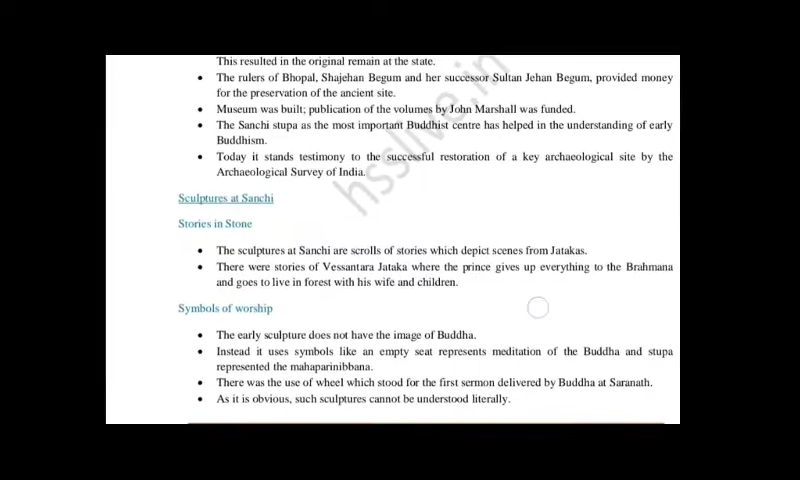 This resulted in the original remain at the state.
• The rulers of Bhopal, Shajehan Begum and her successor Sultan Jehan Begum, provided money
for the preservation of the ancient site.
• Museum was built; publication of the volumes by John Marshall was funded.
• The Sanchi stupa as the most important Buddhist centre has helped in the understanding of early
Buddhism.
• Today it stands testimony to the successful restoration of a key archaeological site by the
Archaeological Survey of India.
Sculptures at Sanchi
Stories in Stone
• The sculptures at Sanchi are scrolls of stories which depict scenes from Jatakas.
• There were stories of Vessantara Jataka where the prince gives up everything to the Brahmana
and goes to live in forest with his wife and children.
Symbols of worship
• The early sculpture does not have the image of Buddha.
• Instead it uses symbols like an empty seat represents meditation of the Buddha and stupa
represented the mahaparinibbana.
• There was the use of wheel which stood for the first sermon delivered by Buddha at Saranath.
• As it is obvious, such sculptures cannot be understood literally.
hsslive.in